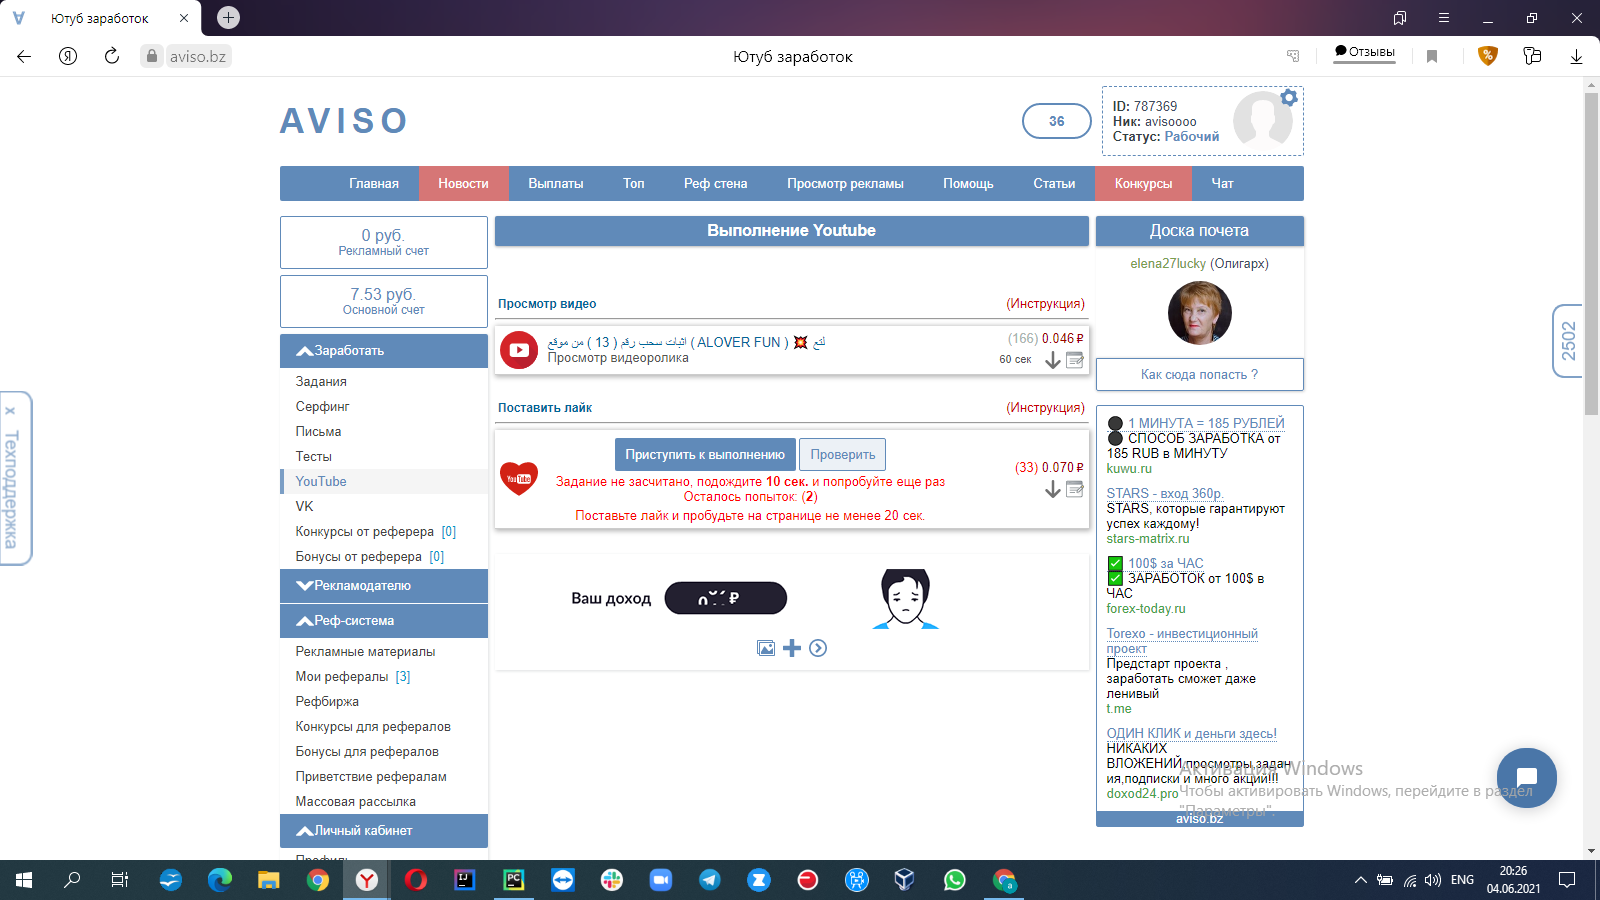 Ютуб заработок
aviso.bz
Ютуб заработок
Отзывы
AVISO
36
ID: 787369
Ник: avisoooo
Статус: Рабочий
Главная
Новости
Выплаты
Топ
Реф стена
Просмотр рекламы
Помощь
Статьи
Конкурсы
Чат
0 руб.
Рекламный счет
7.53 руб.
Основной счет
Заработать
Задания
Серфинг
Письма
Тесты
YouTube
VK
Конкурсы от реферера [0]
Бонусы от реферера [0]
Рекламодателю
Реф-система
Рекламные материалы
Мои рефералы [3]
Рефбиржа
Конкурсы для рефералов
Бонусы для рефералов
Приветствие рефералам
Массовая рассылка
Личный кабинет
Профиль
x Техподдержка
Выполнение Youtube
Просмотр видео
(Инструкция)
اثبات سحب رقم ( 13 ) من موقع ( ALOVER FUN ) 💥 لتع
Просмотр видеоролика
(166) 0.046 ₽
60 сек
Поставить лайк
(Инструкция)
You Tube
Приступить к выполнению
Проверить
Задание не засчитано, подождите 10 сек. и попробуйте еще раз
Осталось попыток: (2)
Поставьте лайк и пробудьте на странице не менее 20 сек.
(33) 0.070 ₽
Ваш доход
₽
Доска почета
elena27lucky (Олигарх)
Как сюда попасть ?
1 МИНУТА = 185 РУБЛЕЙ
СПОСОБ ЗАРАБОТКА от
185 RUB в МИНУТУ
kuwu.ru
STARS - вход 360р.
STARS, которые гарантируют
успех каждому!
stars-matrix.ru
✅ 100$ за ЧАС
✅ ЗАРАБОТОК от 100$ в
ЧАС
forex-today.ru
Torexo - инвестиционный
проект
Предстарт проекта ,
заработать сможет даже
ленивый
t.me
ОДИН КЛИК и деньги здесь!
НИКАКИХ
ВЛОЖЕНИЙ,просмотры,задан
ия,подписки и много акций!!!
doxod24.pro
aviso.bz
2502
Активация Windows
Чтобы активировать Windows, перейдите в раздел
"Параметры".
ENG
20:26
04.06.2021